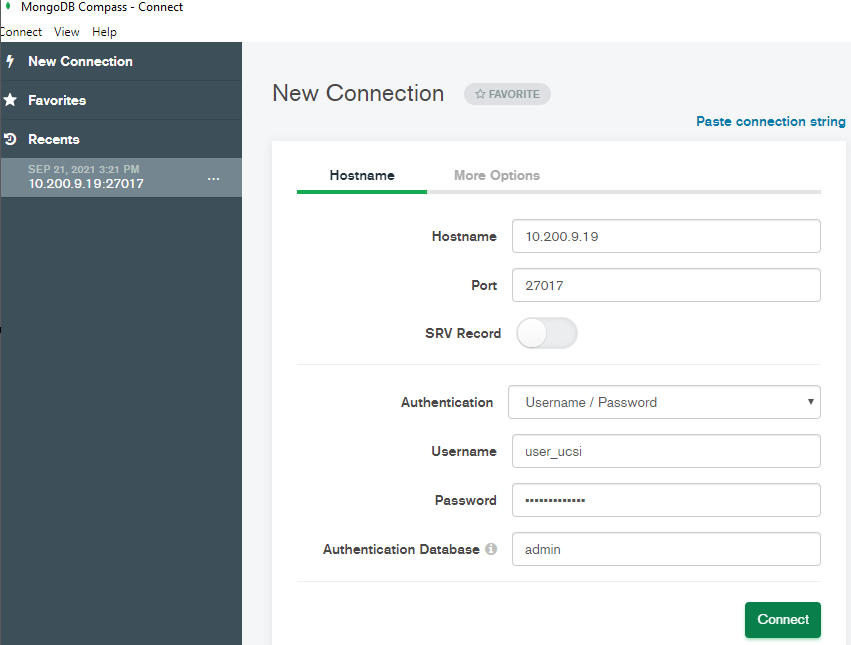 MongoDB Compass - Connect
Connect View Help
New Connection
Favorites
Recents
SEP 21, 2021 3:21 PM
10.200.9.19:27017
...
New Connection
FAVORITE
Paste connection string
Hostname More Options
Hostname 10.200.9.19
Port 27017
SRV Record
Authentication Username / Password
Username user_ucsi
Password •••••••••••••
Authentication Database admin
Connect